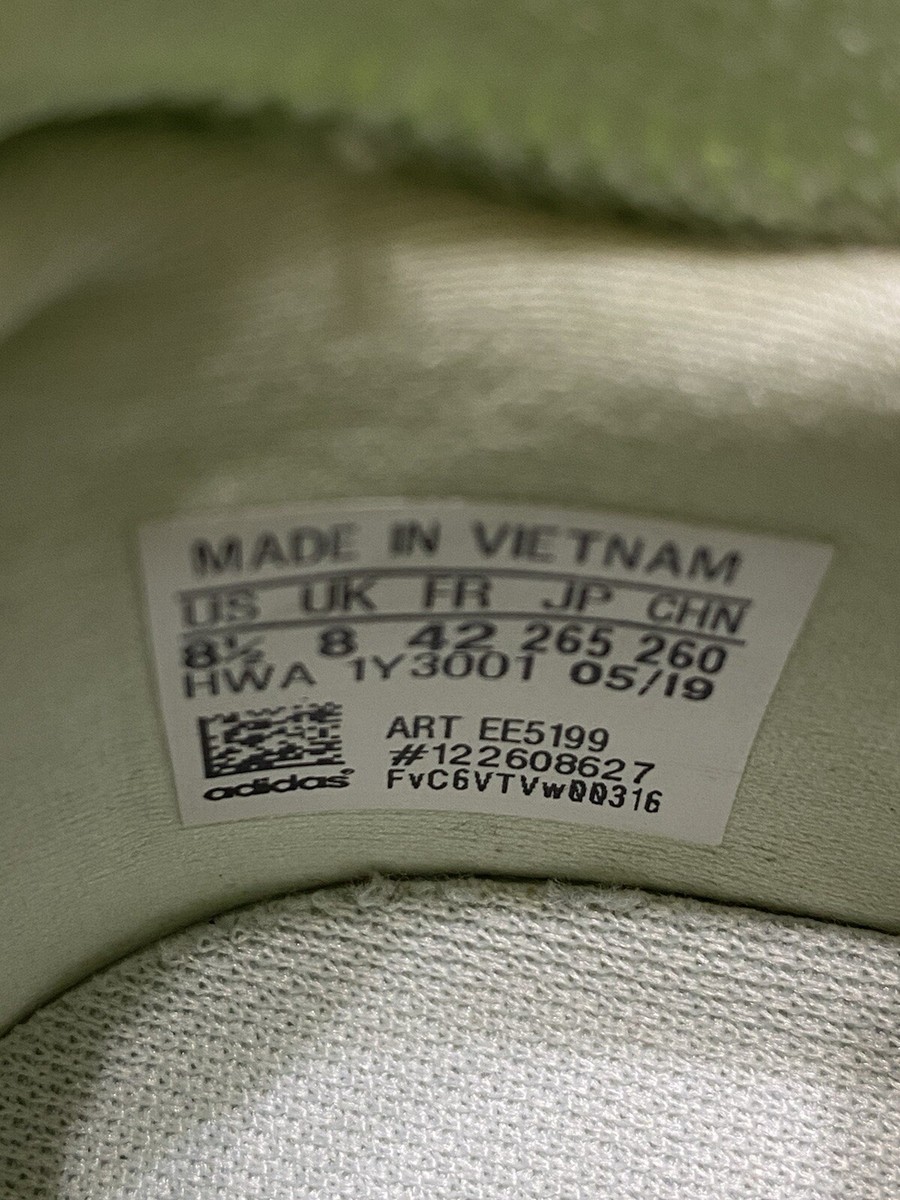 MADE IN VIETNAM
US UK FR JP CHN
8½ 8 42 265 260
HWA 1Y3001 05/19
ART EE5199
#122608627
FvC6VTVw00316
adidas